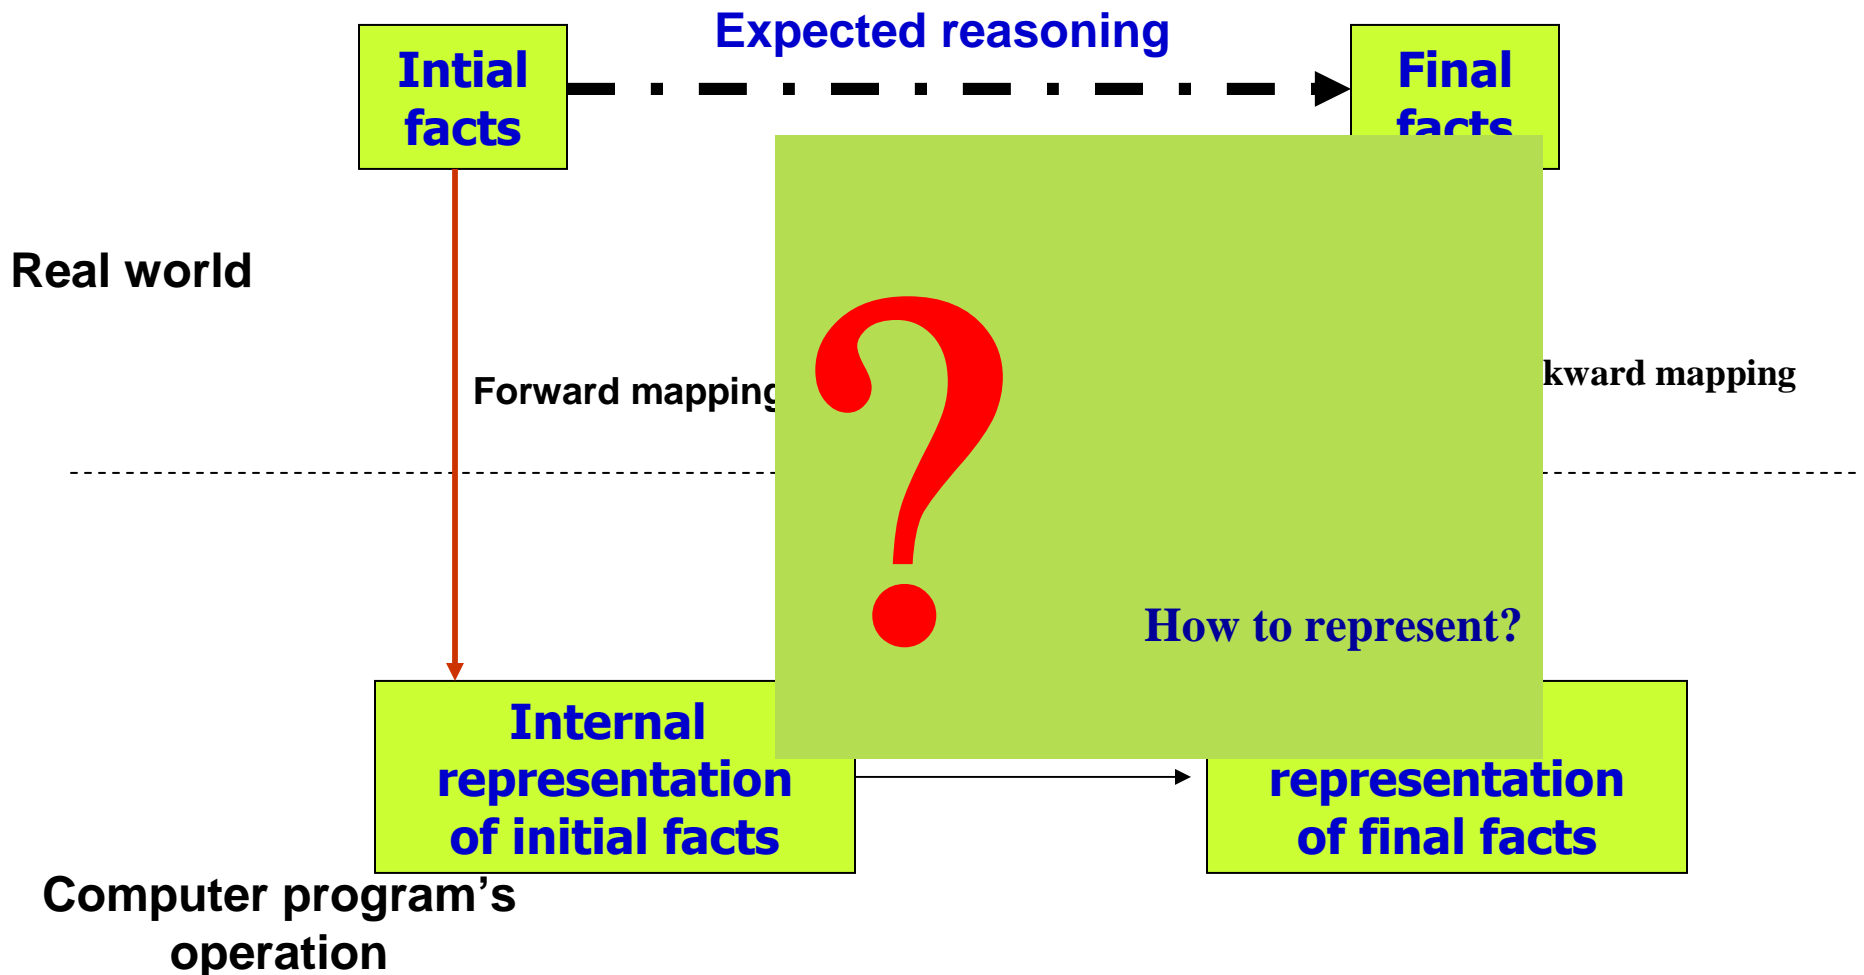 Expected reasoning
Intial
facts
Final
facts
Real world
Forward mapping
kward mapping
?
How to represent?
Internal
representation
of initial facts
representation
of final facts
Computer program’s
operation